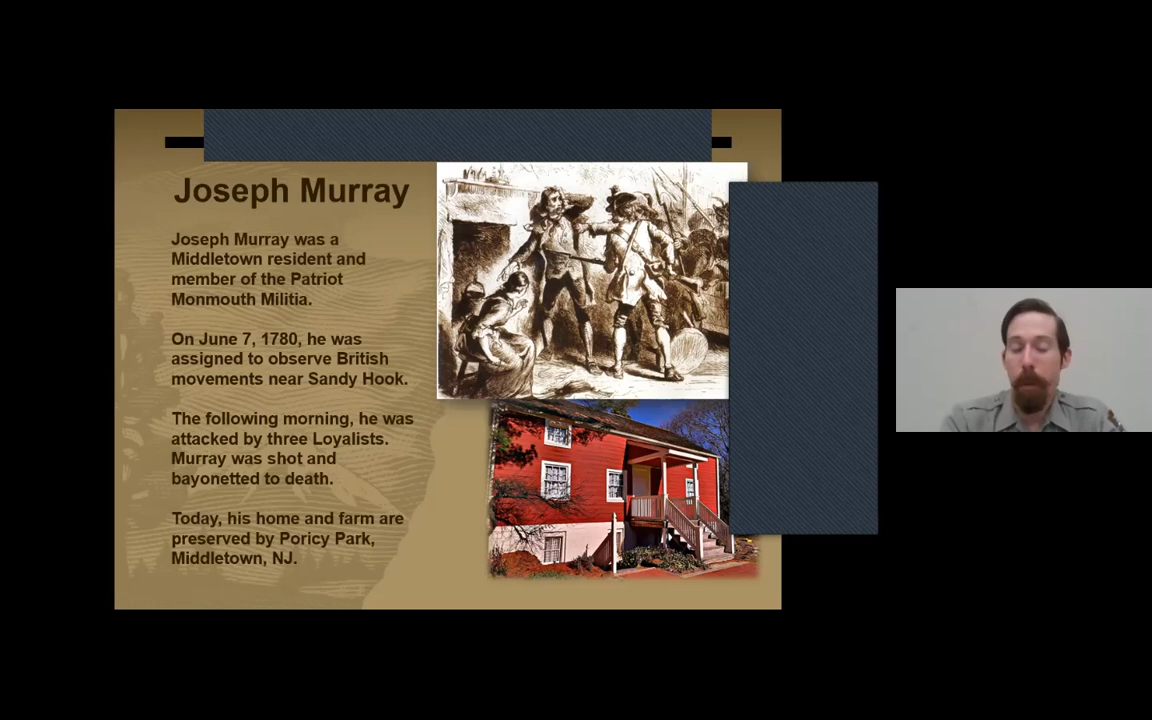 Joseph Murray
Joseph Murray was a
Middletown resident and
member of the Patriot
Monmouth Militia.
On June 7, 1780, he was
assigned to observe British
movements near Sandy Hook.
The following morning, he was
attacked by three Loyalists.
Murray was shot and
bayonetted to death.
Today, his home and farm are
preserved by Poricy Park,
Middletown, NJ.